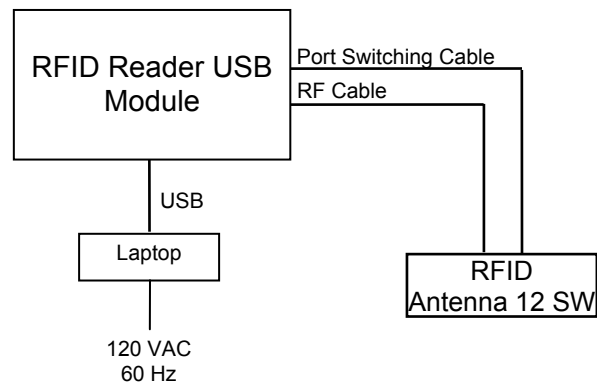 RFID Reader USB
Module
Port Switching Cable
RF Cable
USB
Laptop
RFID
Antenna 12 SW
120 VAC
60 Hz